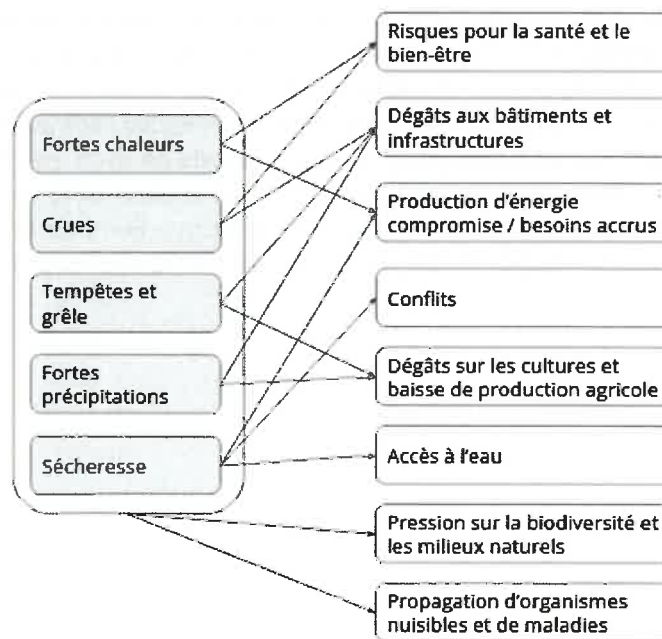 Risques pour la santé et le
bien-être
Fortes chaleurs
Dégâts aux bâtiments et
infrastructures
Crues
Production d'énergie
compromise / besoins accrus
Tempêtes et
grêle
Conflits
Fortes
précipitations
Dégâts sur les cultures et
baisse de production agricole
Sécheresse
Accès à l'eau
Pression sur la biodiversité et
les milieux naturels
Propagation d'organismes
nuisibles et de maladies